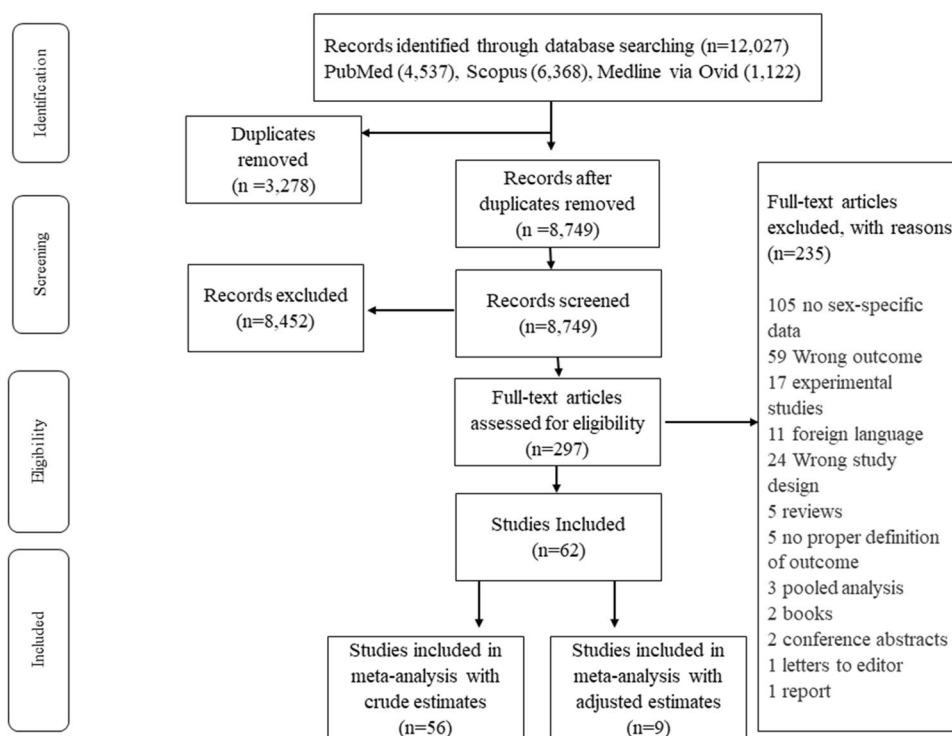 Identification
Records identified through database searching (n=12,027)
PubMed (4,537), Scopus (6,368), Medline via Ovid (1,122)
Duplicates
removed
(n =3,278)
Records after
duplicates removed
(n =8,749)
Screening
Records excluded
(n=8,452)
Records screened
(n=8,749)
Full-text articles
excluded, with reasons
(n=235)
105 no sex-specific
data
59 Wrong outcome
17 experimental
studies
11 foreign language
24 Wrong study
design
5 reviews
5 no proper definition
of outcome
3 pooled analysis
2 books
2 conference abstracts
1 letters to editor
1 report
Eligibility
Full-text articles
assessed for eligibility
(n=297)
Studies Included
(n=62)
Included
Studies included in
meta-analysis with
crude estimates
(n=56)
Studies included in
meta-analysis with
adjusted estimates
(n=9)